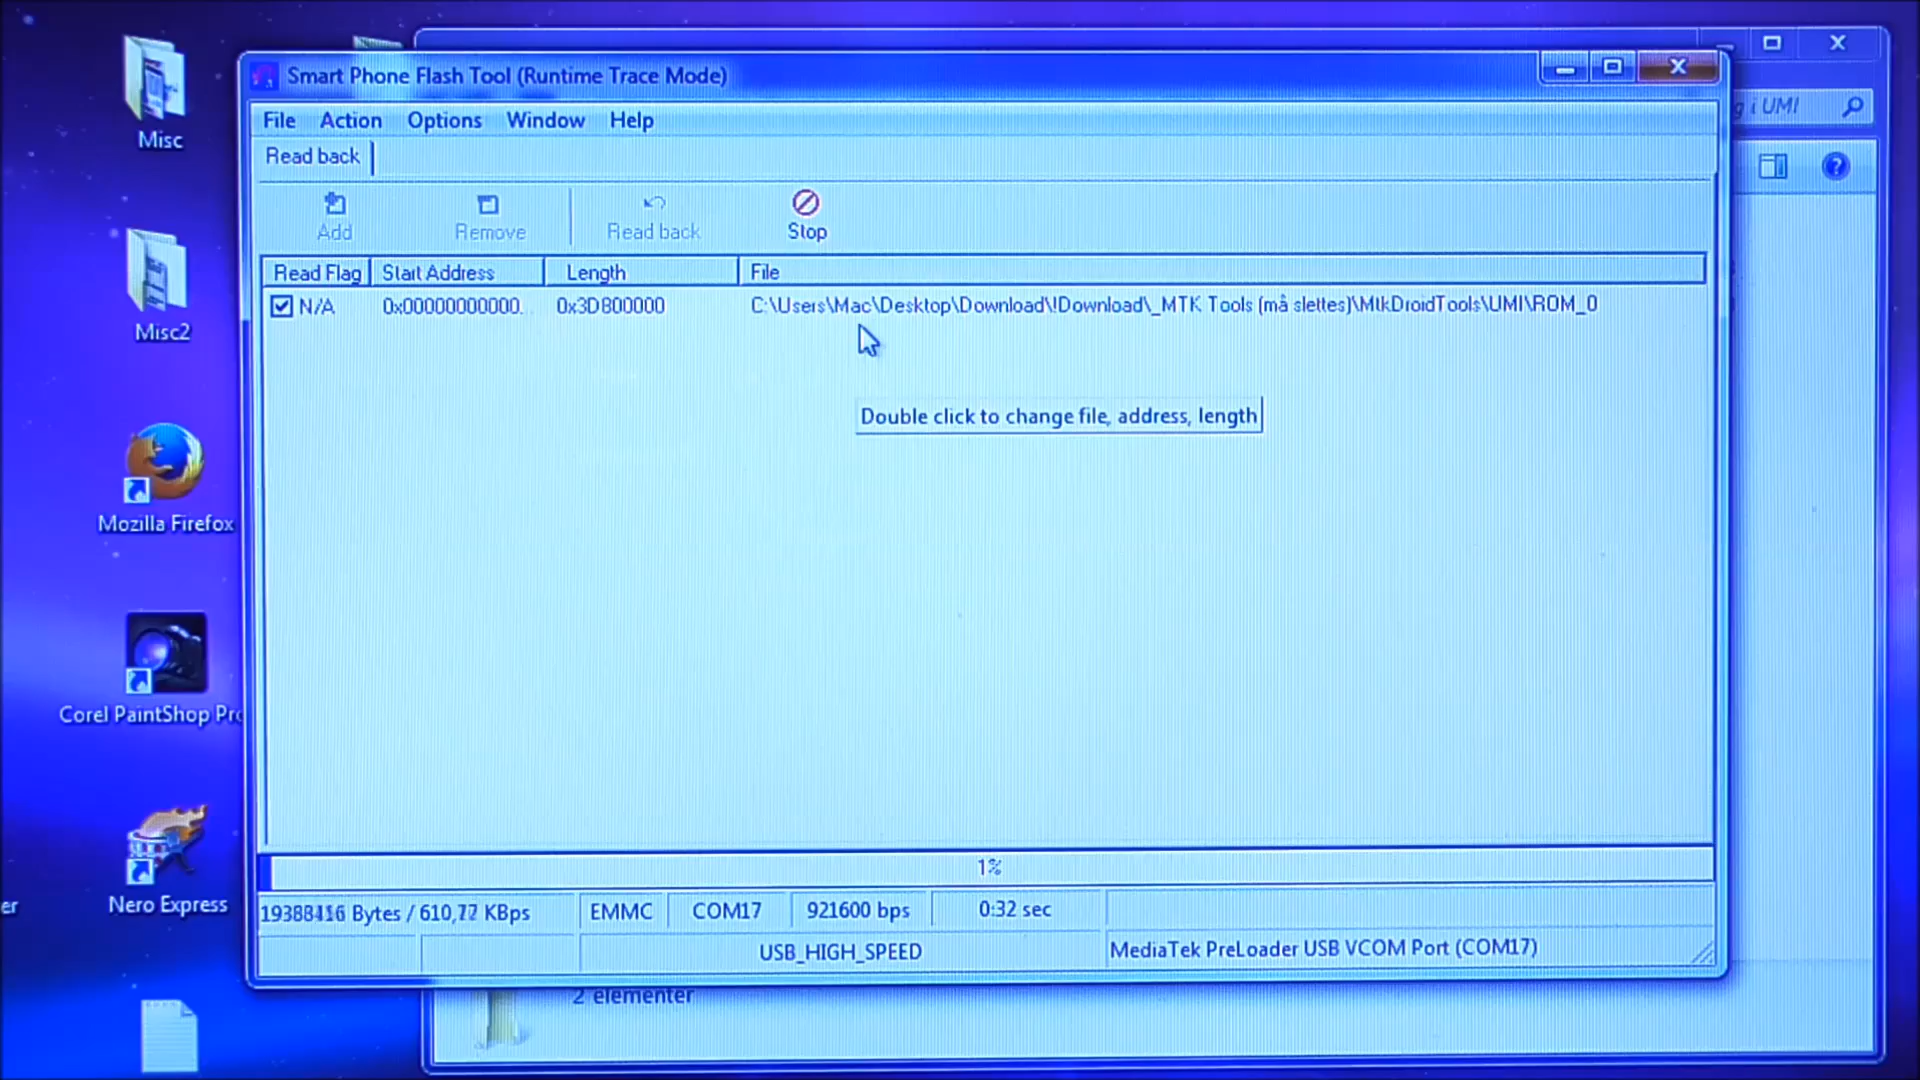 Smart Phone Flash Tool (Runtime Trace Mode)
File Action Options Window Help
Read back
Add Remove Read back Stop
Read Flag Start Address Length File
N/A 0x00000000000... 0x3D800000 C:\Users\Mac\Desktop\Download\!Download\_MTK Tools (må slettes)\MtkDroidTools\UMI\ROM_0
Double click to change file, address, length
1%
Bytes / 610,77 KBps EMMC COM17 921600 bps 0:32 sec
USB_HIGH_SPEED MediaTek PreLoader USB VCOM Port (COM17)
i UMI
2 elementer
Misc
Misc2
Mozilla Firefox
Corel PaintShop Pro
Nero Express
er